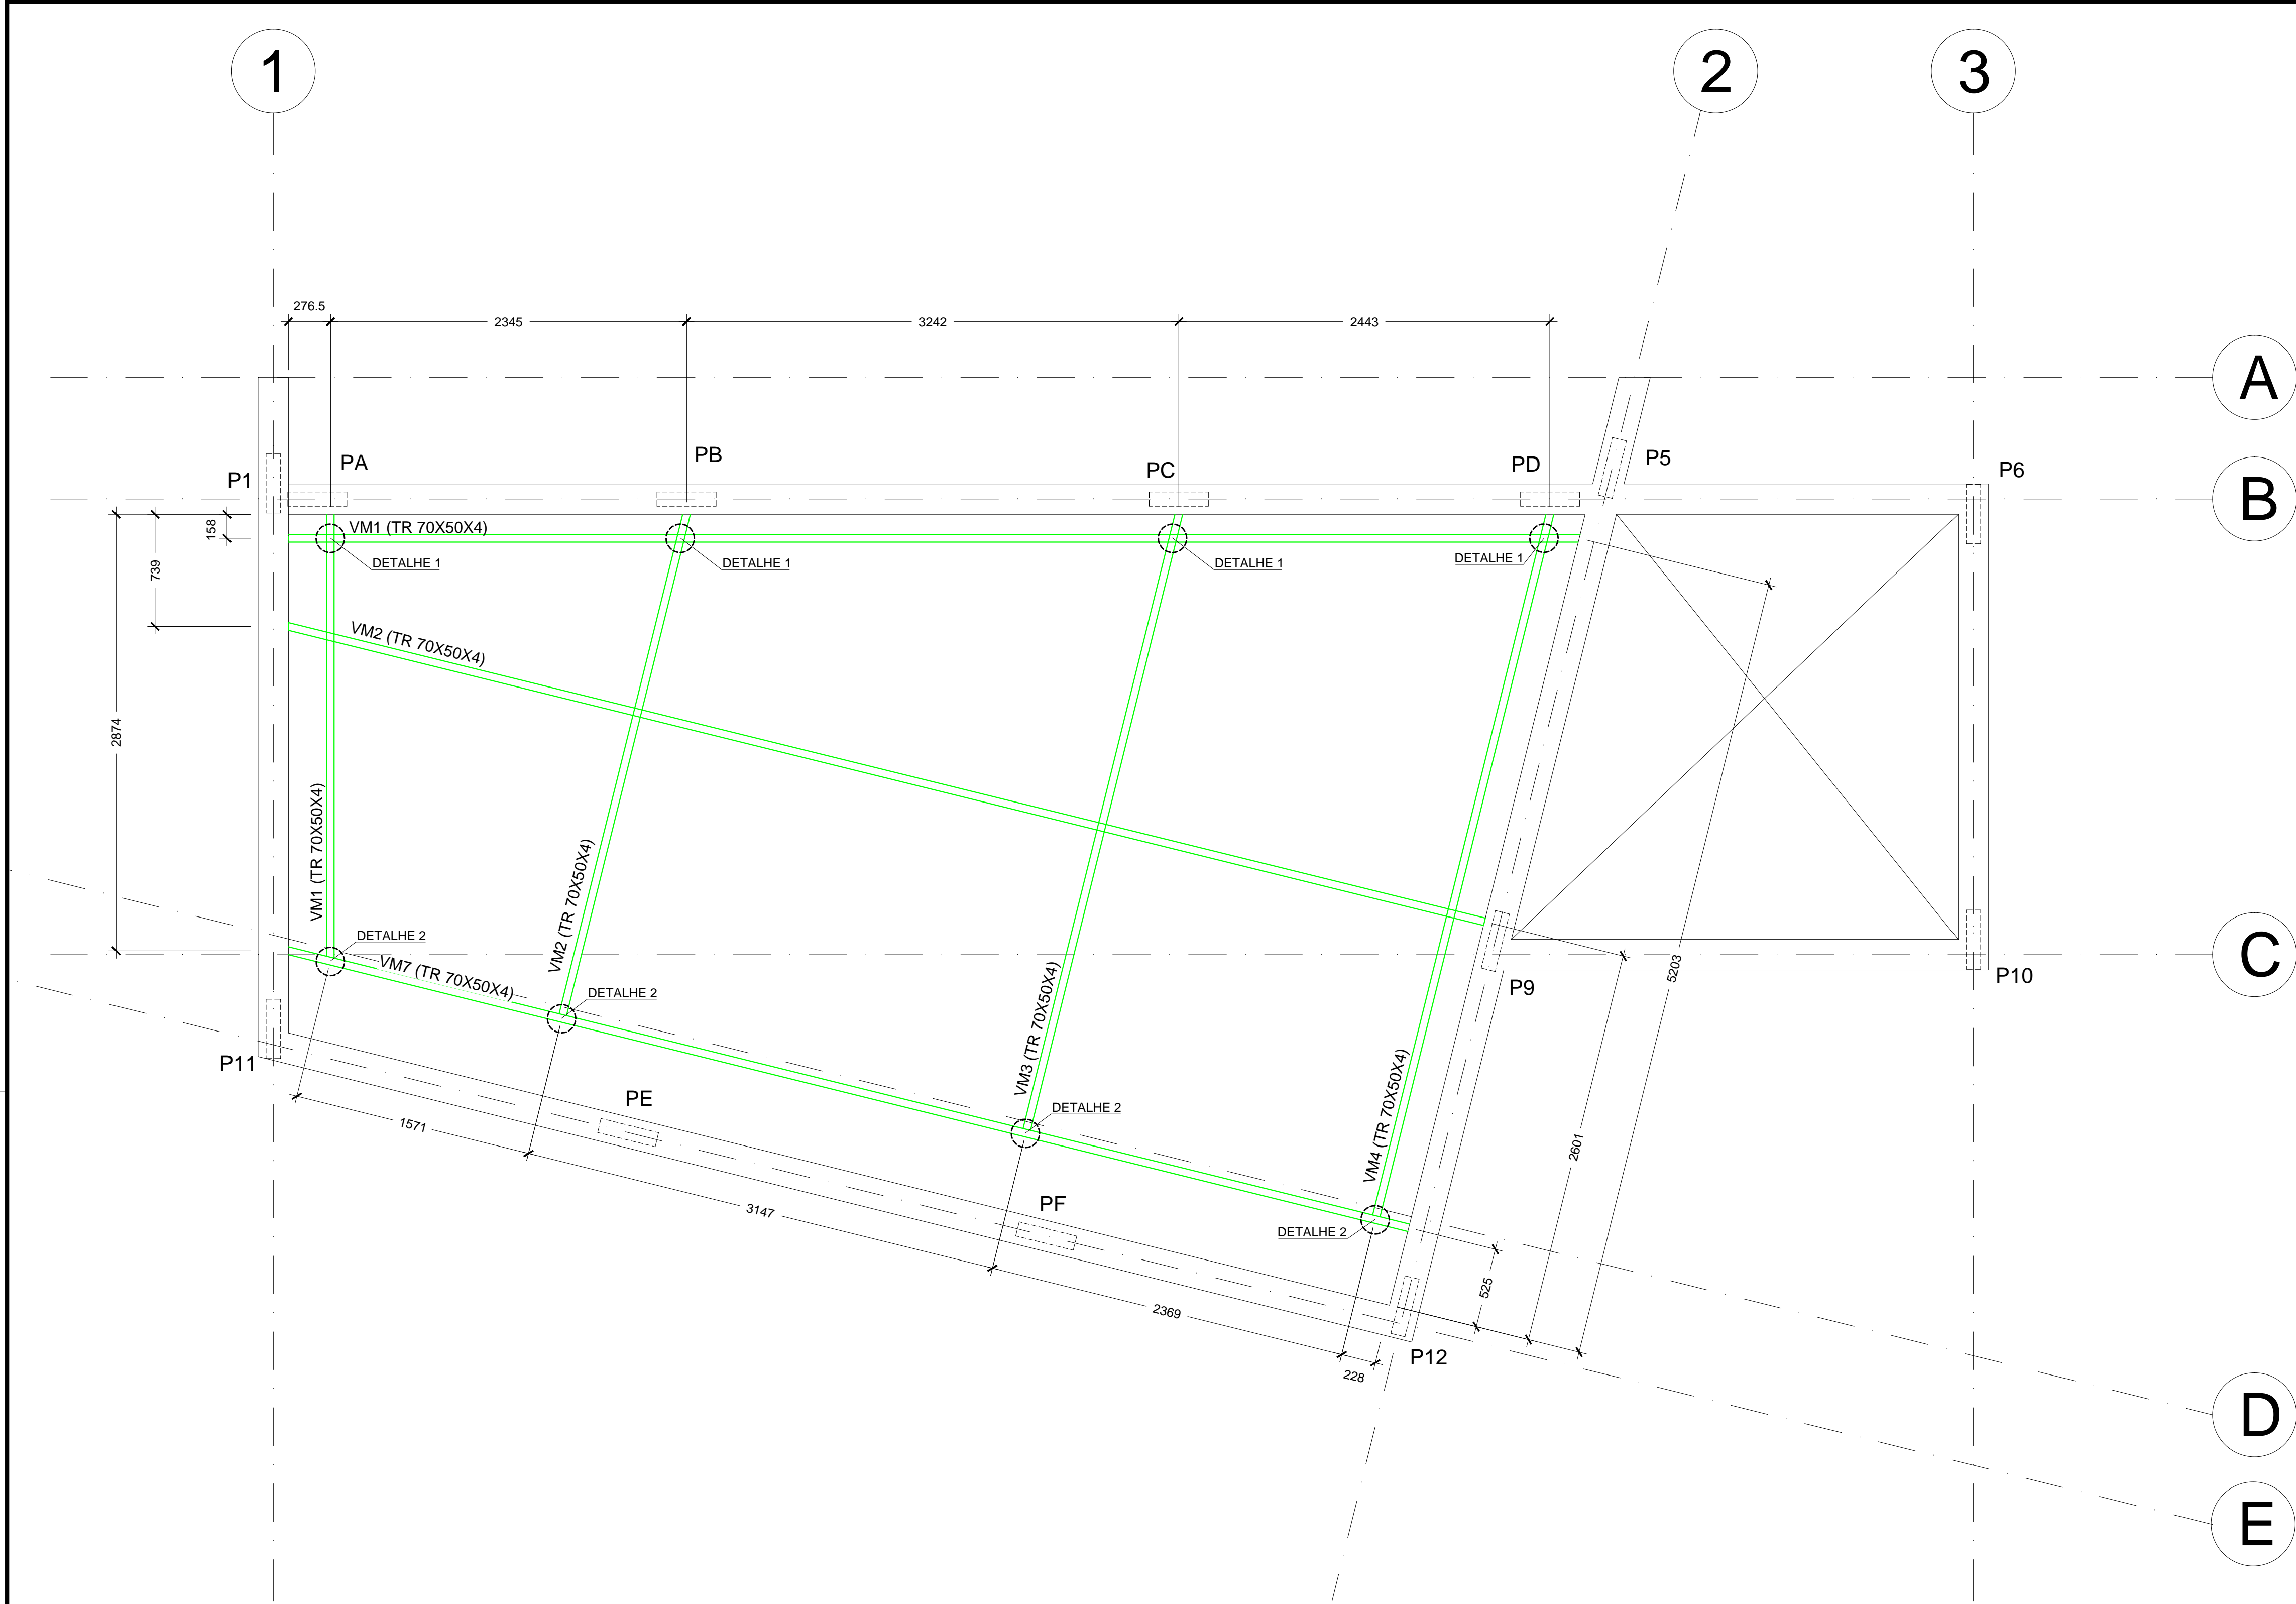 1
2
3
276.5
2345
3242
2443
A
PA
PB
PC
PD
P5
P6
P1
B
158
739
2874
VM1 (TR 70X50X4)
DETALHE 1
DETALHE 1
DETALHE 1
DETALHE 1
VM2 (TR 70X50X4)
VM1 (TR 70X50X4)
VM2 (TR 70X50X4)
VM3 (TR 70X50X4)
VM4 (TR 70X50X4)
DETALHE 2
VM7 (TR 70X50X4)
DETALHE 2
DETALHE 2
DETALHE 2
C
P9
P10
5203
2601
525
P11
PE
PF
P12
1571
3147
2369
228
D
E